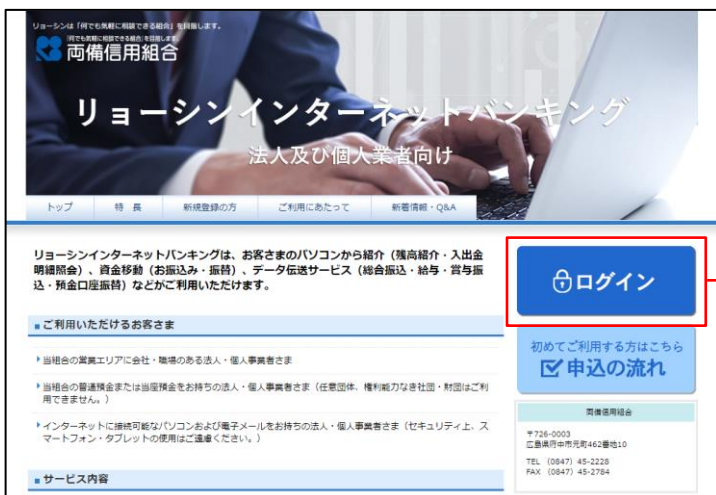 リョーシンは「何でも気軽に相談できる組合」を目指します。
「何でも気軽に相談できる組合」を目指します。
両備信用組合
リョーシンインターネットバンキング
法人及び個人業者向け
トップ
特 長
新規登録の方
ご利用にあたって
新着情報・Q&A
リョーシンインターネットバンキングは、お客さまのパソコンから紹介（残高紹介・入出金
明細照会）、資金移動（お振込み・振替）、データ伝送サービス（総合振込・給与・賞与振
込・預金口座振替）などがご利用いただけます。
ログイン
ご利用いただけるお客さま
当組合の営業エリアに会社・職場のある法人・個人事業者さま
当組合の普通預金または当座預金をお持ちの法人・個人事業者さま（任意団体、権利能力なき社団・財団はご利
用できません。）
インターネットに接続可能なパソコンおよび電子メールをお持ちの法人・個人事業者さま（セキュリティ上、ス
マートフォン・タブレットの使用はご遠慮ください。）
サービス内容
初めてご利用する方はこちら
申込の流れ
両備信用組合
〒726-0003
広島県府中市元町462番地10
TEL (0847) 45-2228
FAX (0847) 45-2784